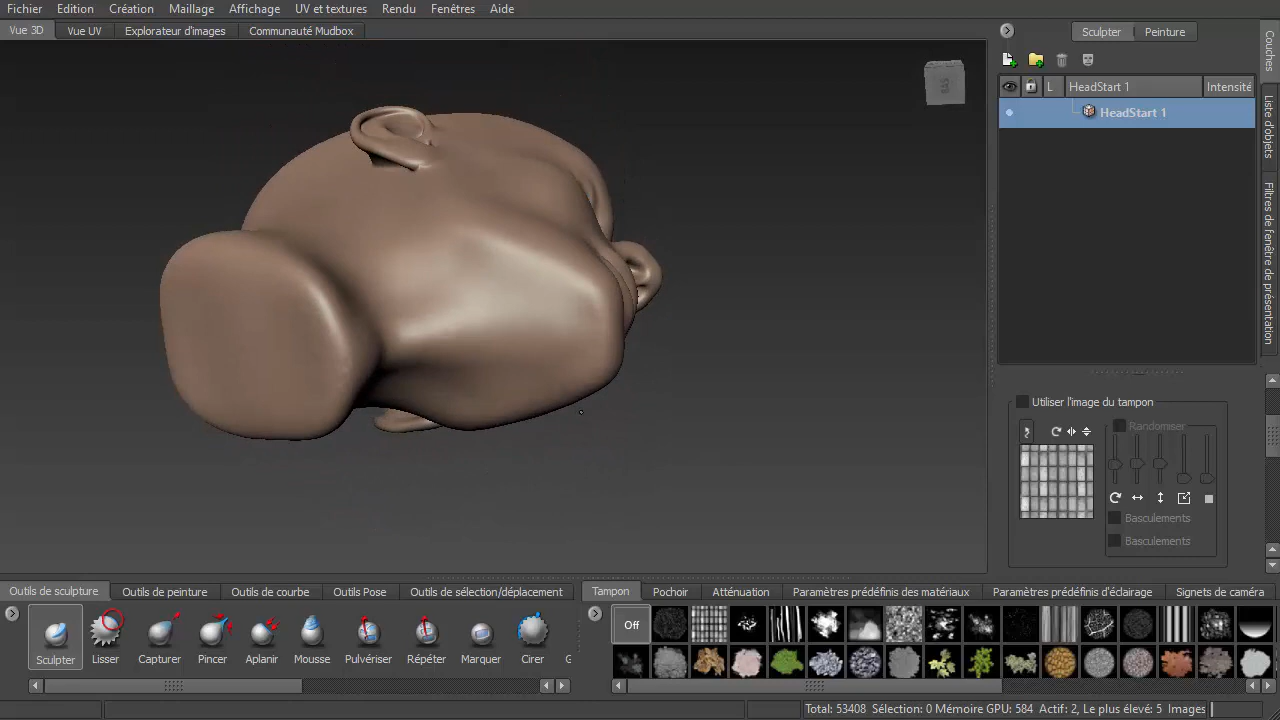 Fichier Edition Création Maillage Affichage UV et textures Rendu Fenêtres Aide
Vue 3D Vue UV Explorateur d'images Communauté Mudbox
Sculpter Peinture
Couches
Liste d'objets
Filtres de fenêtre de présentation
L HeadStart 1 Intensité
HeadStart 1
Utiliser l'image du tampon
Randomiser
Basculements
Basculements
Outils de sculpture Outils de peinture Outils de courbe Outils Pose Outils de sélection/déplacement
Tampon Pochoir Atténuation Paramètres prédéfinis des matériaux Paramètres prédéfinis d'éclairage Signets de caméra
Off
Sculpter Lisser Capturer Pincer Aplanir Mousse Pulvériser Répéter Marquer Cirer G
Total: 53408 Sélection: 0 Mémoire GPU: 584 Actif: 2, Le plus élevé: 5 Images